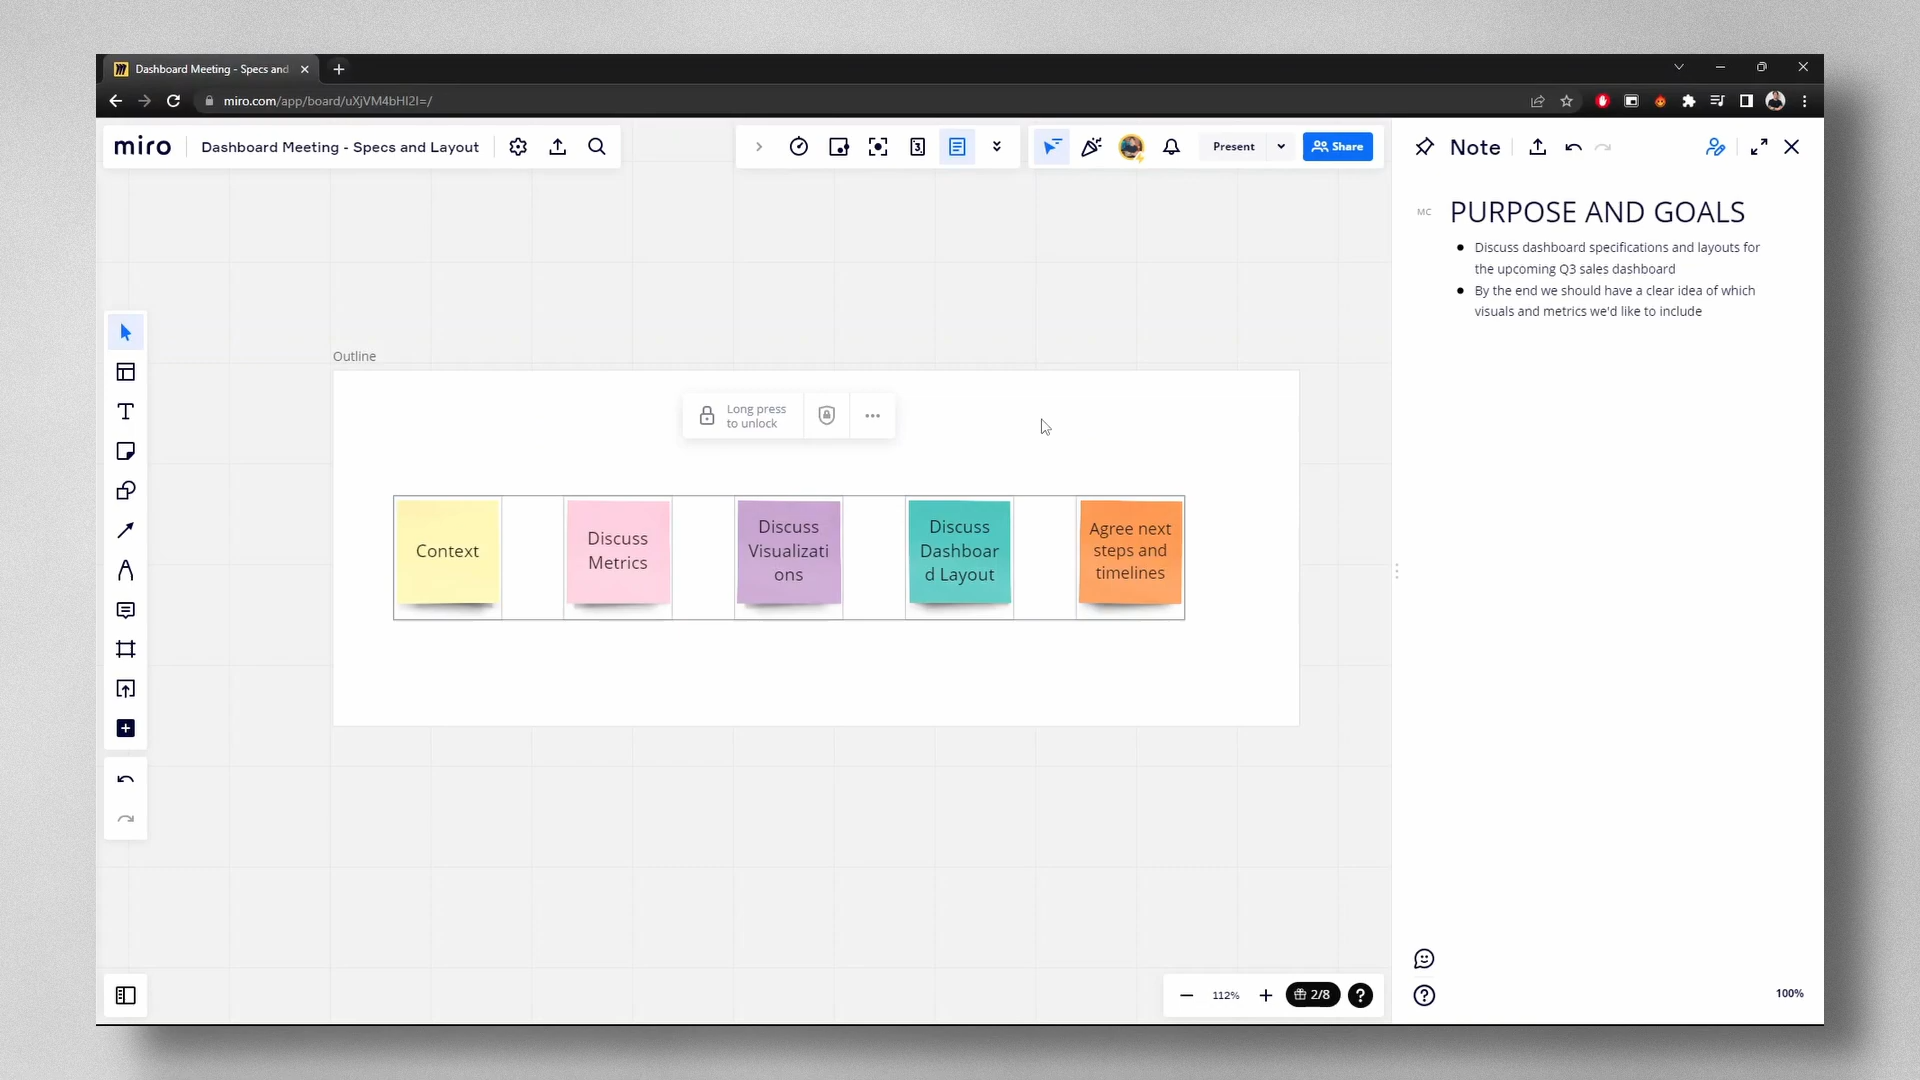 Dashboard Meeting - Specs and
miro.com/app/board/uXjVM4bHI2I=/
miro
Dashboard Meeting - Specs and Layout
3
Present
Share
Note
MC
PURPOSE AND GOALS
Discuss dashboard specifications and layouts for
the upcoming Q3 sales dashboard
By the end we should have a clear idea of which
visuals and metrics we'd like to include
Outline
Long press
to unlock
Context
Discuss
Metrics
Discuss
Visualizati
ons
Discuss
Dashboar
d Layout
Agree next
steps and
timelines
112%
2/8
100%